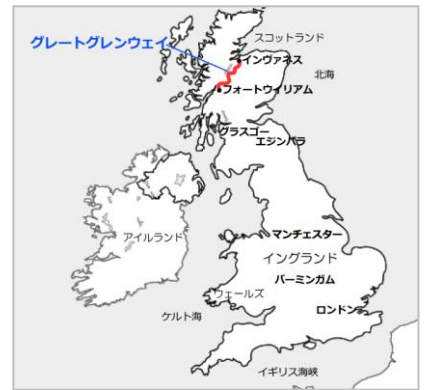 スコットランド
グレートグレンウェイ
インヴァネス
北海
フォートウィリアム
グラスゴー
エジンバラ
マンチェスター
アイルランド
イングランド
バーミンガム
ウェールズ
ロンドン
ケルト海
イギリス海峡